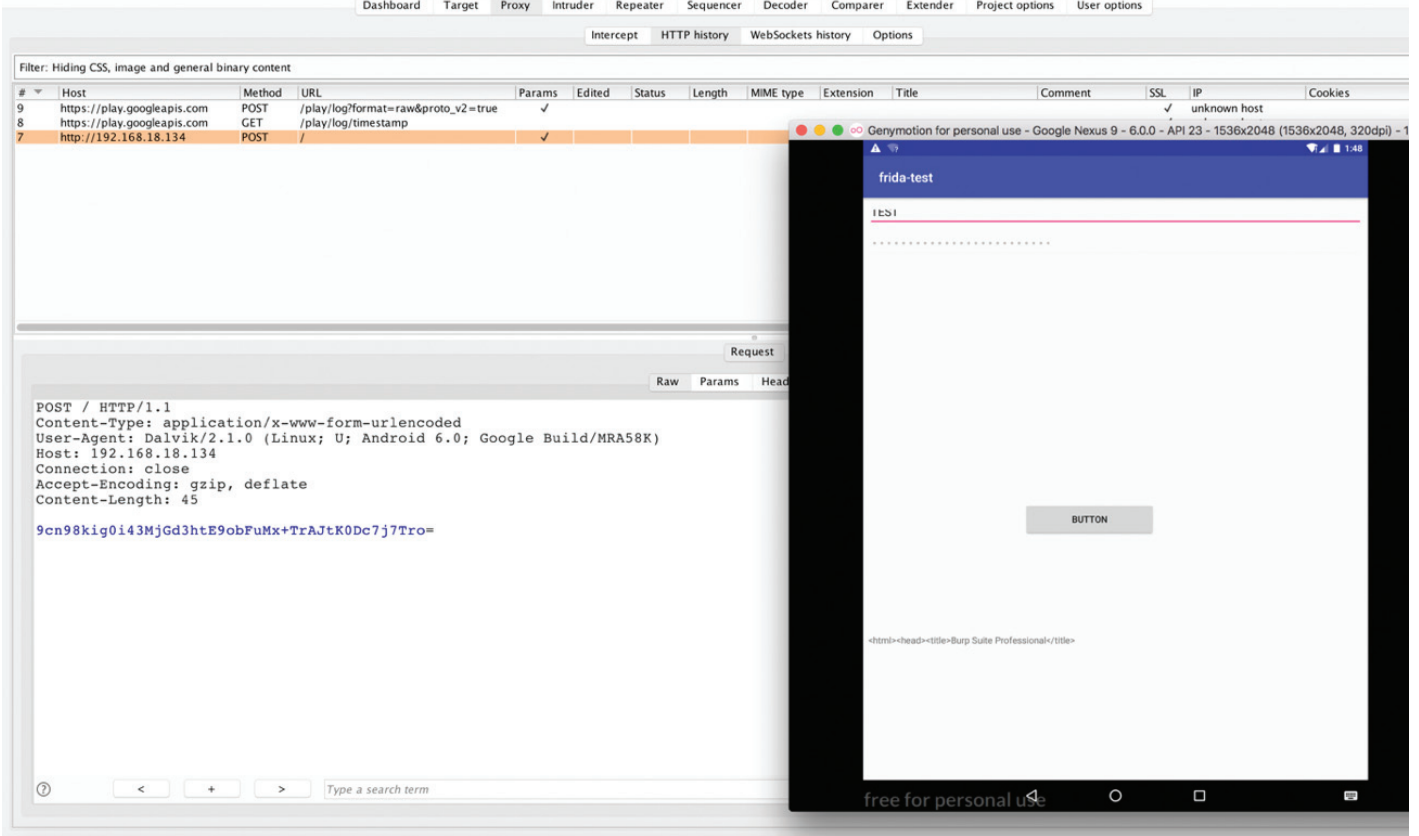 Dashboard Target Proxy Intruder Repeater Sequencer Decoder Comparer Extender Project options User options
Intercept HTTP history WebSockets history Options
Filter: Hiding CSS, image and general binary content
# Host Method URL Params Edited Status Length MIME type Extension Title Comment SSL IP Cookies
9 https://play.googleapis.com POST /play/log?format=raw&proto_v2=true ✓ ✓ unknown host
8 https://play.googleapis.com GET /play/log/timestamp
7 http://192.168.18.134 POST / ✓
Genymotion for personal use - Google Nexus 9 - 6.0.0 - API 23 - 1536x2048 (1536x2048, 320dpi) - 1
1:48
frida-test
TEST
BUTTON
<html><head><title>Burp Suite Professional</title>
free for personal use
Request
Raw Params Head
POST / HTTP/1.1
Content-Type: application/x-www-form-urlencoded
User-Agent: Dalvik/2.1.0 (Linux; U; Android 6.0; Google Build/MRA58K)
Host: 192.168.18.134
Connection: close
Accept-Encoding: gzip, deflate
Content-Length: 45
9cn98kig0i43MjGd3htE9obFuMx+TrAJtK0Dc7j7Tro=
? < + > Type a search term